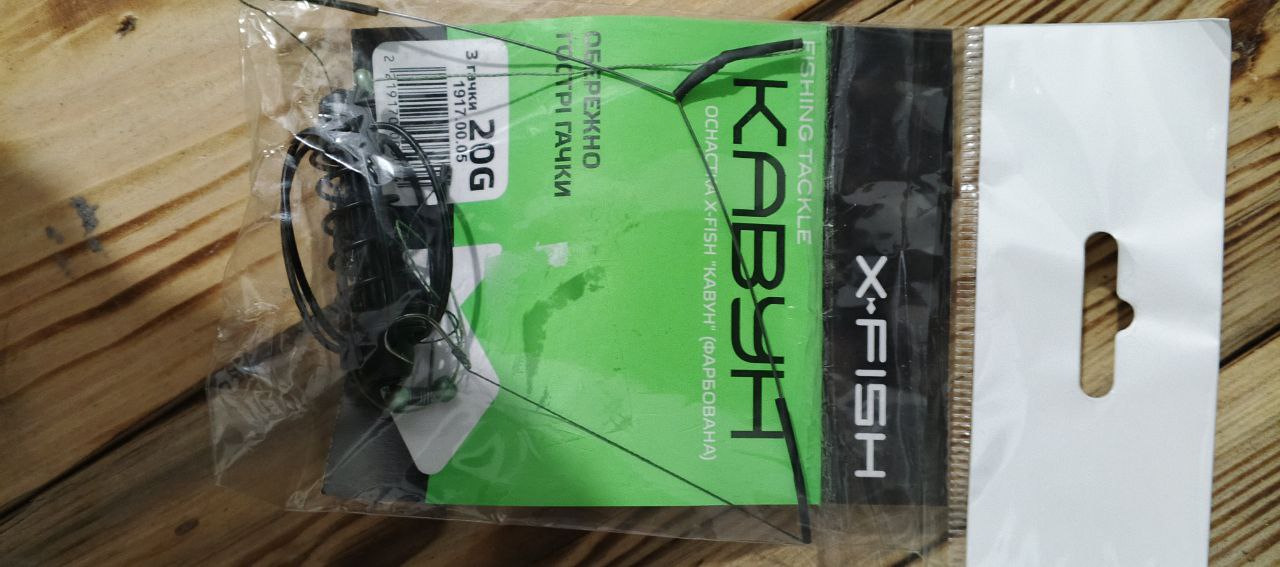 X-FISH
FISHING TACKLE
КАВУН
ОСНАСТКА X-FISH "КАВУН" (ФАРБОВАНА)
ОБЕРЕЖНО
ГОСТРІ ГАЧКИ
20G
3 гачки
1917.00.05